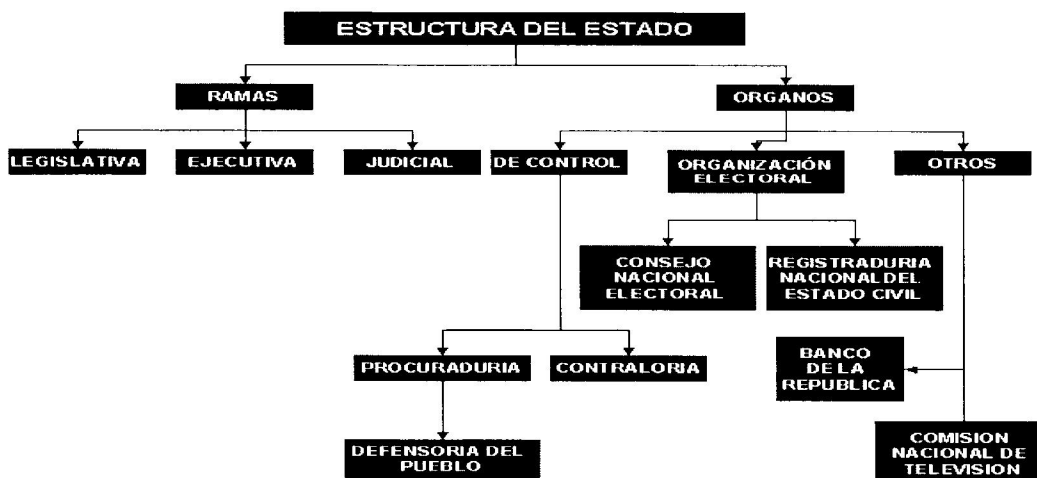 ESTRUCTURA DEL ESTADO
RAMAS
ORGANOS
LEGISLATIVA
EJECUTIVA
JUDICIAL
DE CONTROL
ORGANIZACIÓN
ELECTORAL
OTROS
CONSEJO
NACIONAL
ELECTORAL
REGISTRADURIA
NACIONAL DEL
ESTADO CIVIL
PROCURADURIA
CONTRALORIA
BANCO
DE LA
REPUBLICA
DEFENSORIA DEL
PUEBLO
COMISION
NACIONAL DE
TELEVISION